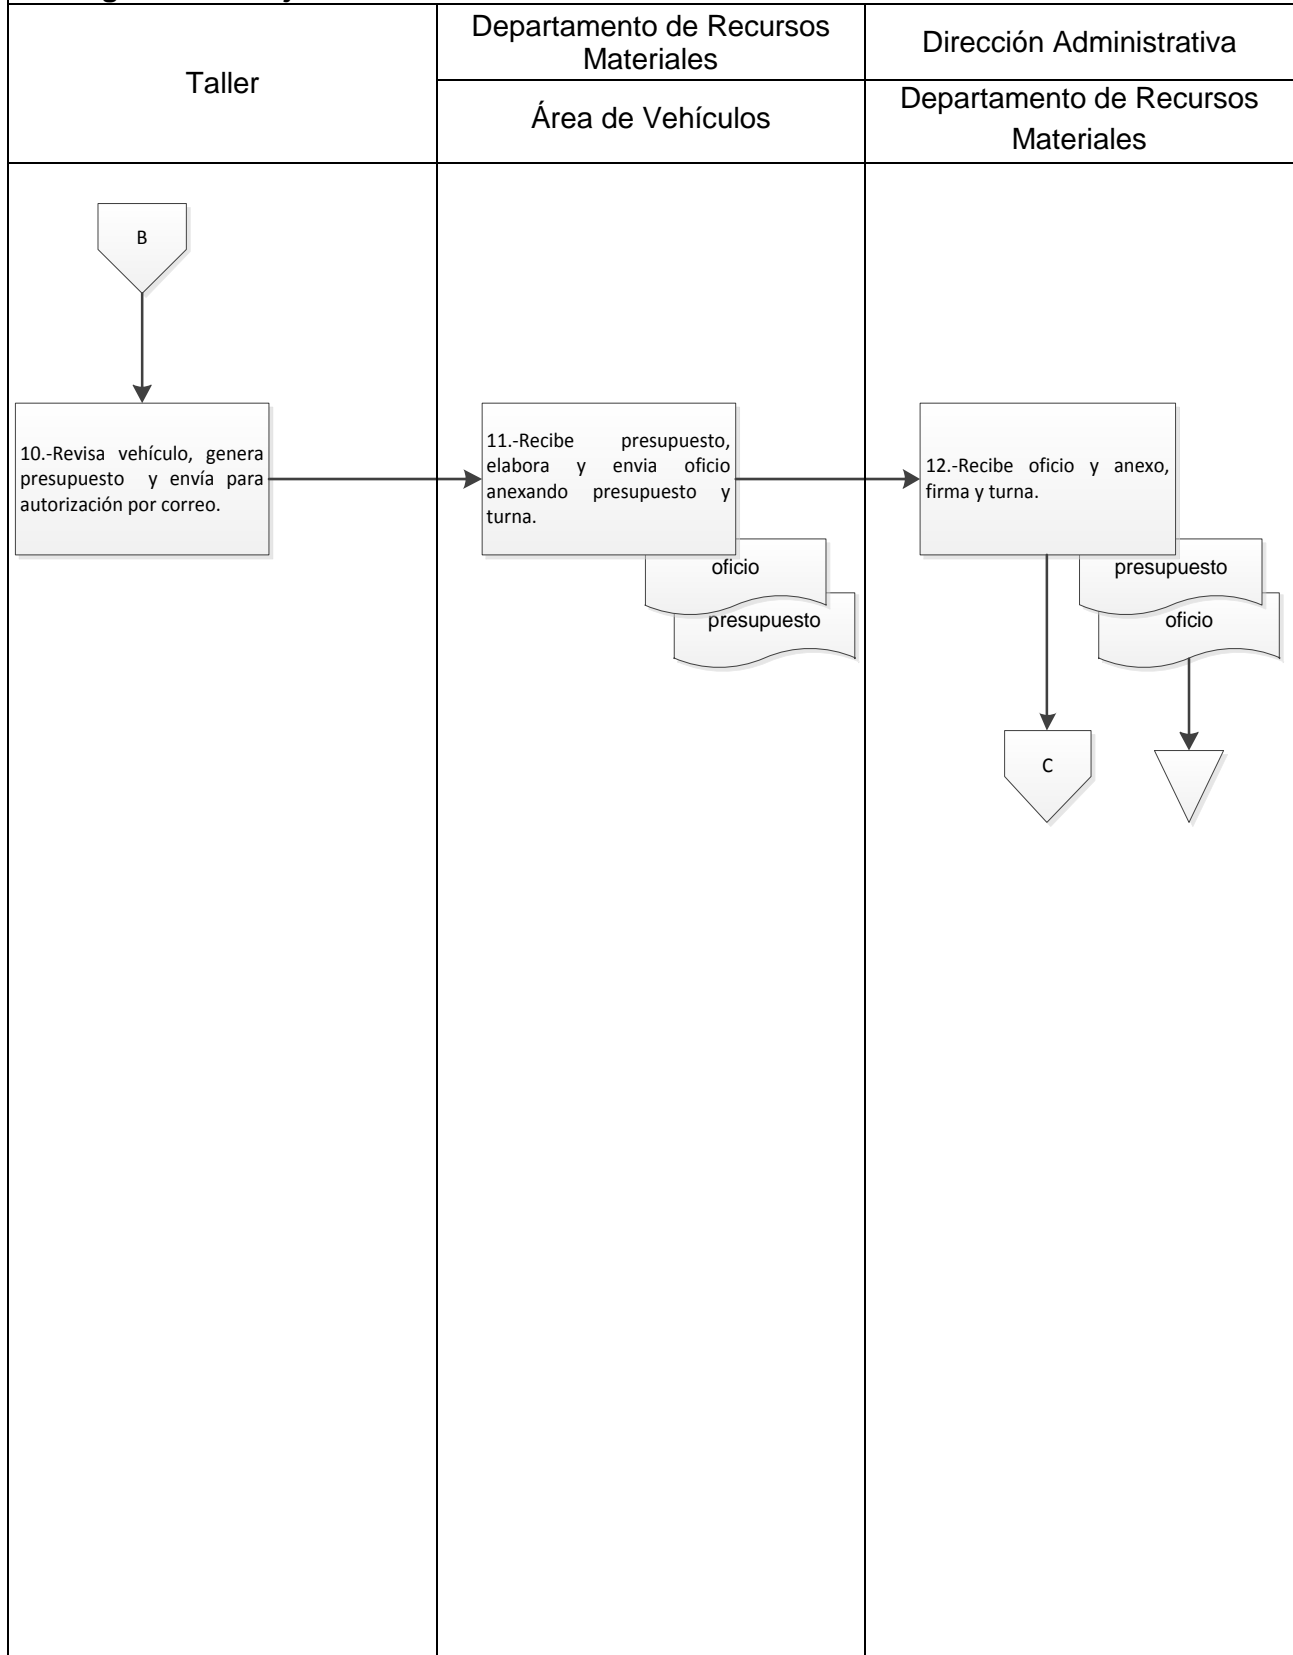 Taller
Departamento de Recursos
Materiales
Área de Vehículos
Dirección Administrativa
Departamento de Recursos
Materiales
B
10.-Revisa vehículo, genera
presupuesto y envía para
autorización por correo.
11.-Recibe presupuesto,
elabora y envia oficio
anexando presupuesto y
turna.
oficio
presupuesto
12.-Recibe oficio y anexo,
firma y turna.
presupuesto
oficio
C